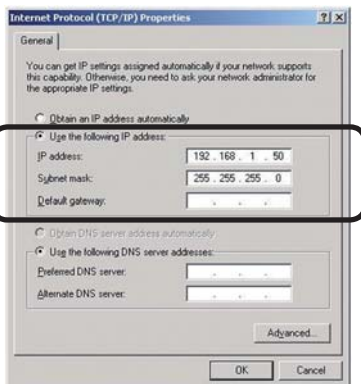 Internet Protocol (TCP/IP) Properties
General
You can get IP settings assigned automatically if your network supports
this capability. Otherwise, you need to ask your network administrator for
the appropriate IP settings.
Obtain an IP address automatically
Use the following IP address:
IP address: 192 . 168 . 1 . 50
Subnet mask: 255 . 255 . 255 . 0
Default gateway: . . .
Obtain DNS server address automatically
Use the following DNS server addresses:
Preferred DNS server: . . .
Alternate DNS server: . . .
Advanced...
OK Cancel